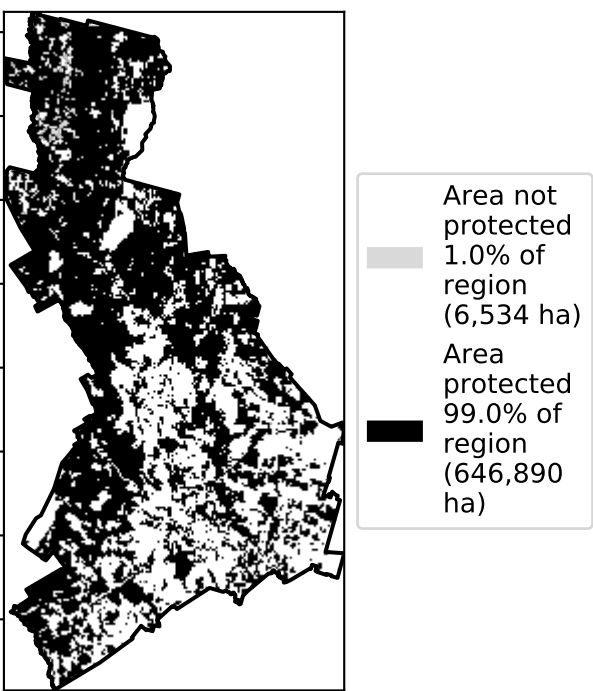 Area not
protected
1.0% of
region
(6,534 ha)
Area
protected
99.0% of
region
(646,890
ha)